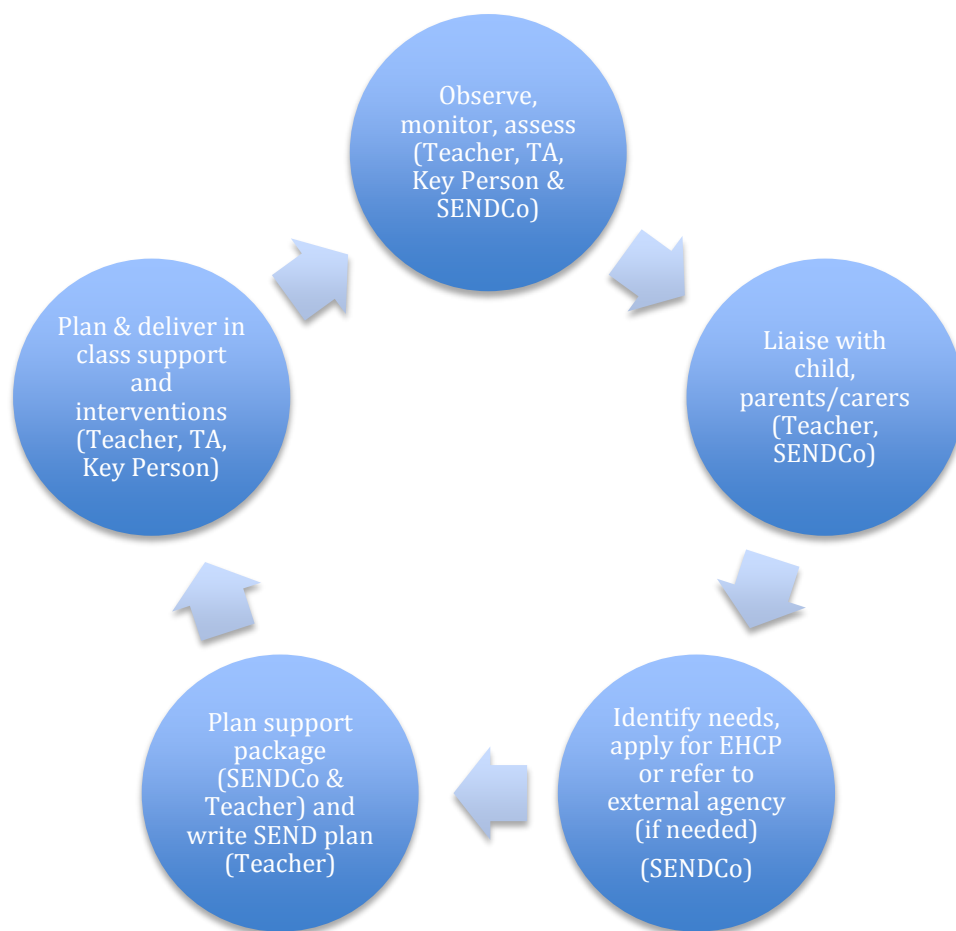 Observe,
monitor, assess
(Teacher, TA,
Key Person &
SENDCo)
Liaise with
child,
parents/carers
(Teacher,
SENDCo)
Identify needs,
apply for EHCP
or refer to
external agency
(if needed)
(SENDCo)
Plan support
package
(SENDCo &
Teacher) and
write SEND plan
(Teacher)
Plan & deliver in
class support
and
interventions
(Teacher, TA,
Key Person)